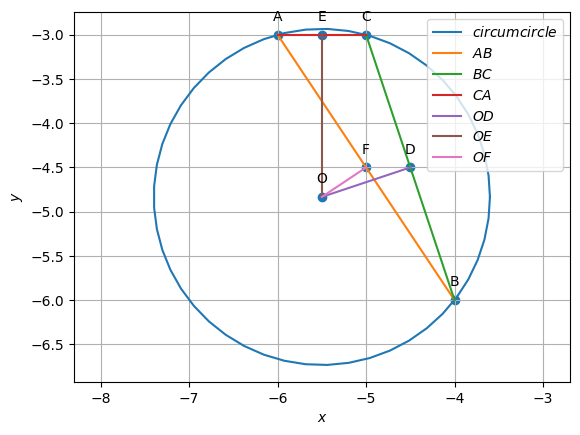 A E C
−3.0
−3.5
−4.0
−4.5
−5.0
−5.5
−6.0
−6.5
y
circumcircle
AB
BC
CA
OD
OE
OF
F D
O
B
−8 −7 −6 −5 −4 −3
x